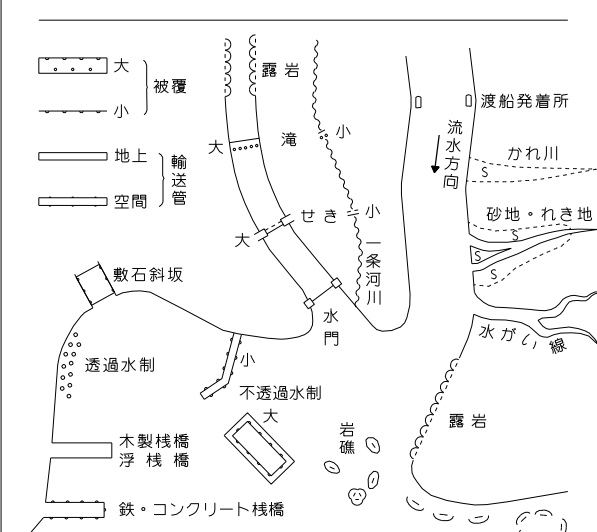 大
被覆
小
地上
輸送管
空間
露岩
大
滝
小
大
せき
小
一条河川
水門
渡船発着所
流水方向
かれ川
S
砂地・れき地
S
S
S
水がい線
敷石斜坂
透過水制
小
不透過水制
大
木製桟橋
浮桟橋
鉄・コンクリート桟橋
岩礁
露岩